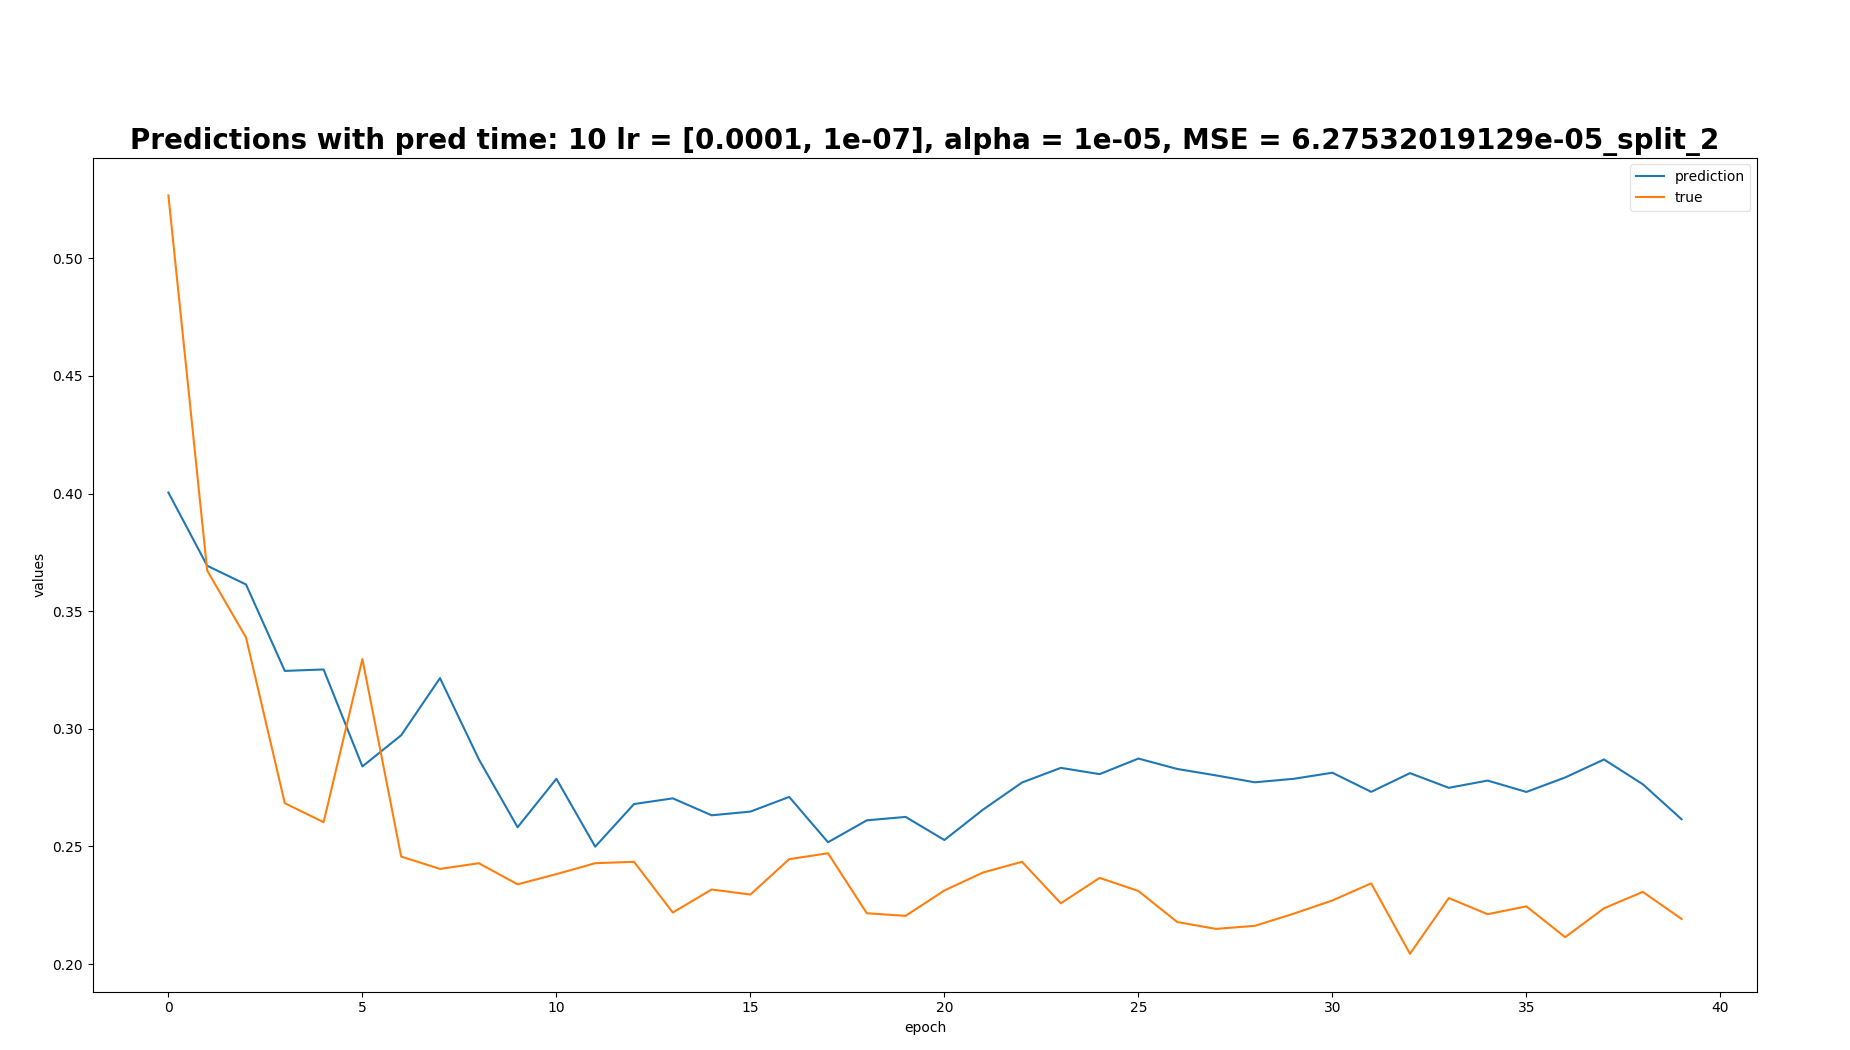 Predictions with pred time: 10 lr = [0.0001, 1e-07], alpha = 1e-05, MSE = 6.27532019129e-05_split_2
prediction
true
0.50
0.45
0.40
0.35
0.30
0.25
0.20
values
0 5 10 15 20 25 30 35 40
epoch